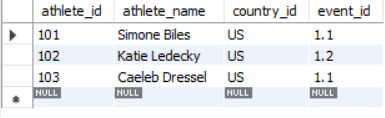 athlete_id athlete_name country_id event_id
101 Simone Biles US 1.1
102 Katie Ledecky US 1.2
103 Caeleb Dressel US 1.1
NULL NULL NULL NULL